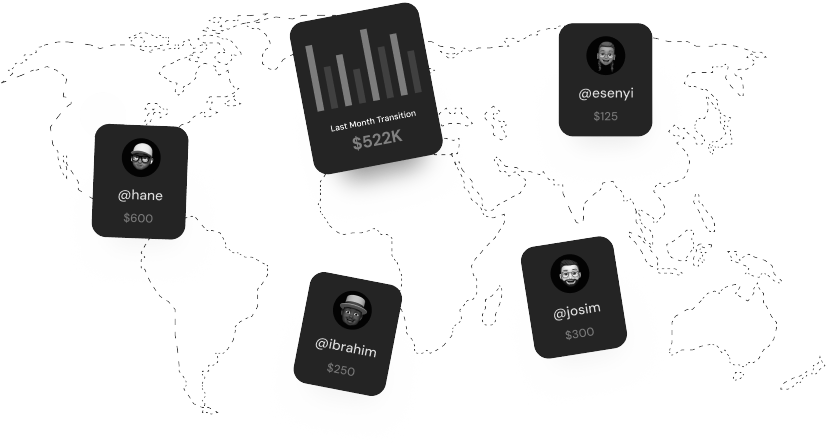 Last Month Transition
$522K
@esenyi
$125
@hane
$600
@josim
$300
@ibrahim
$250